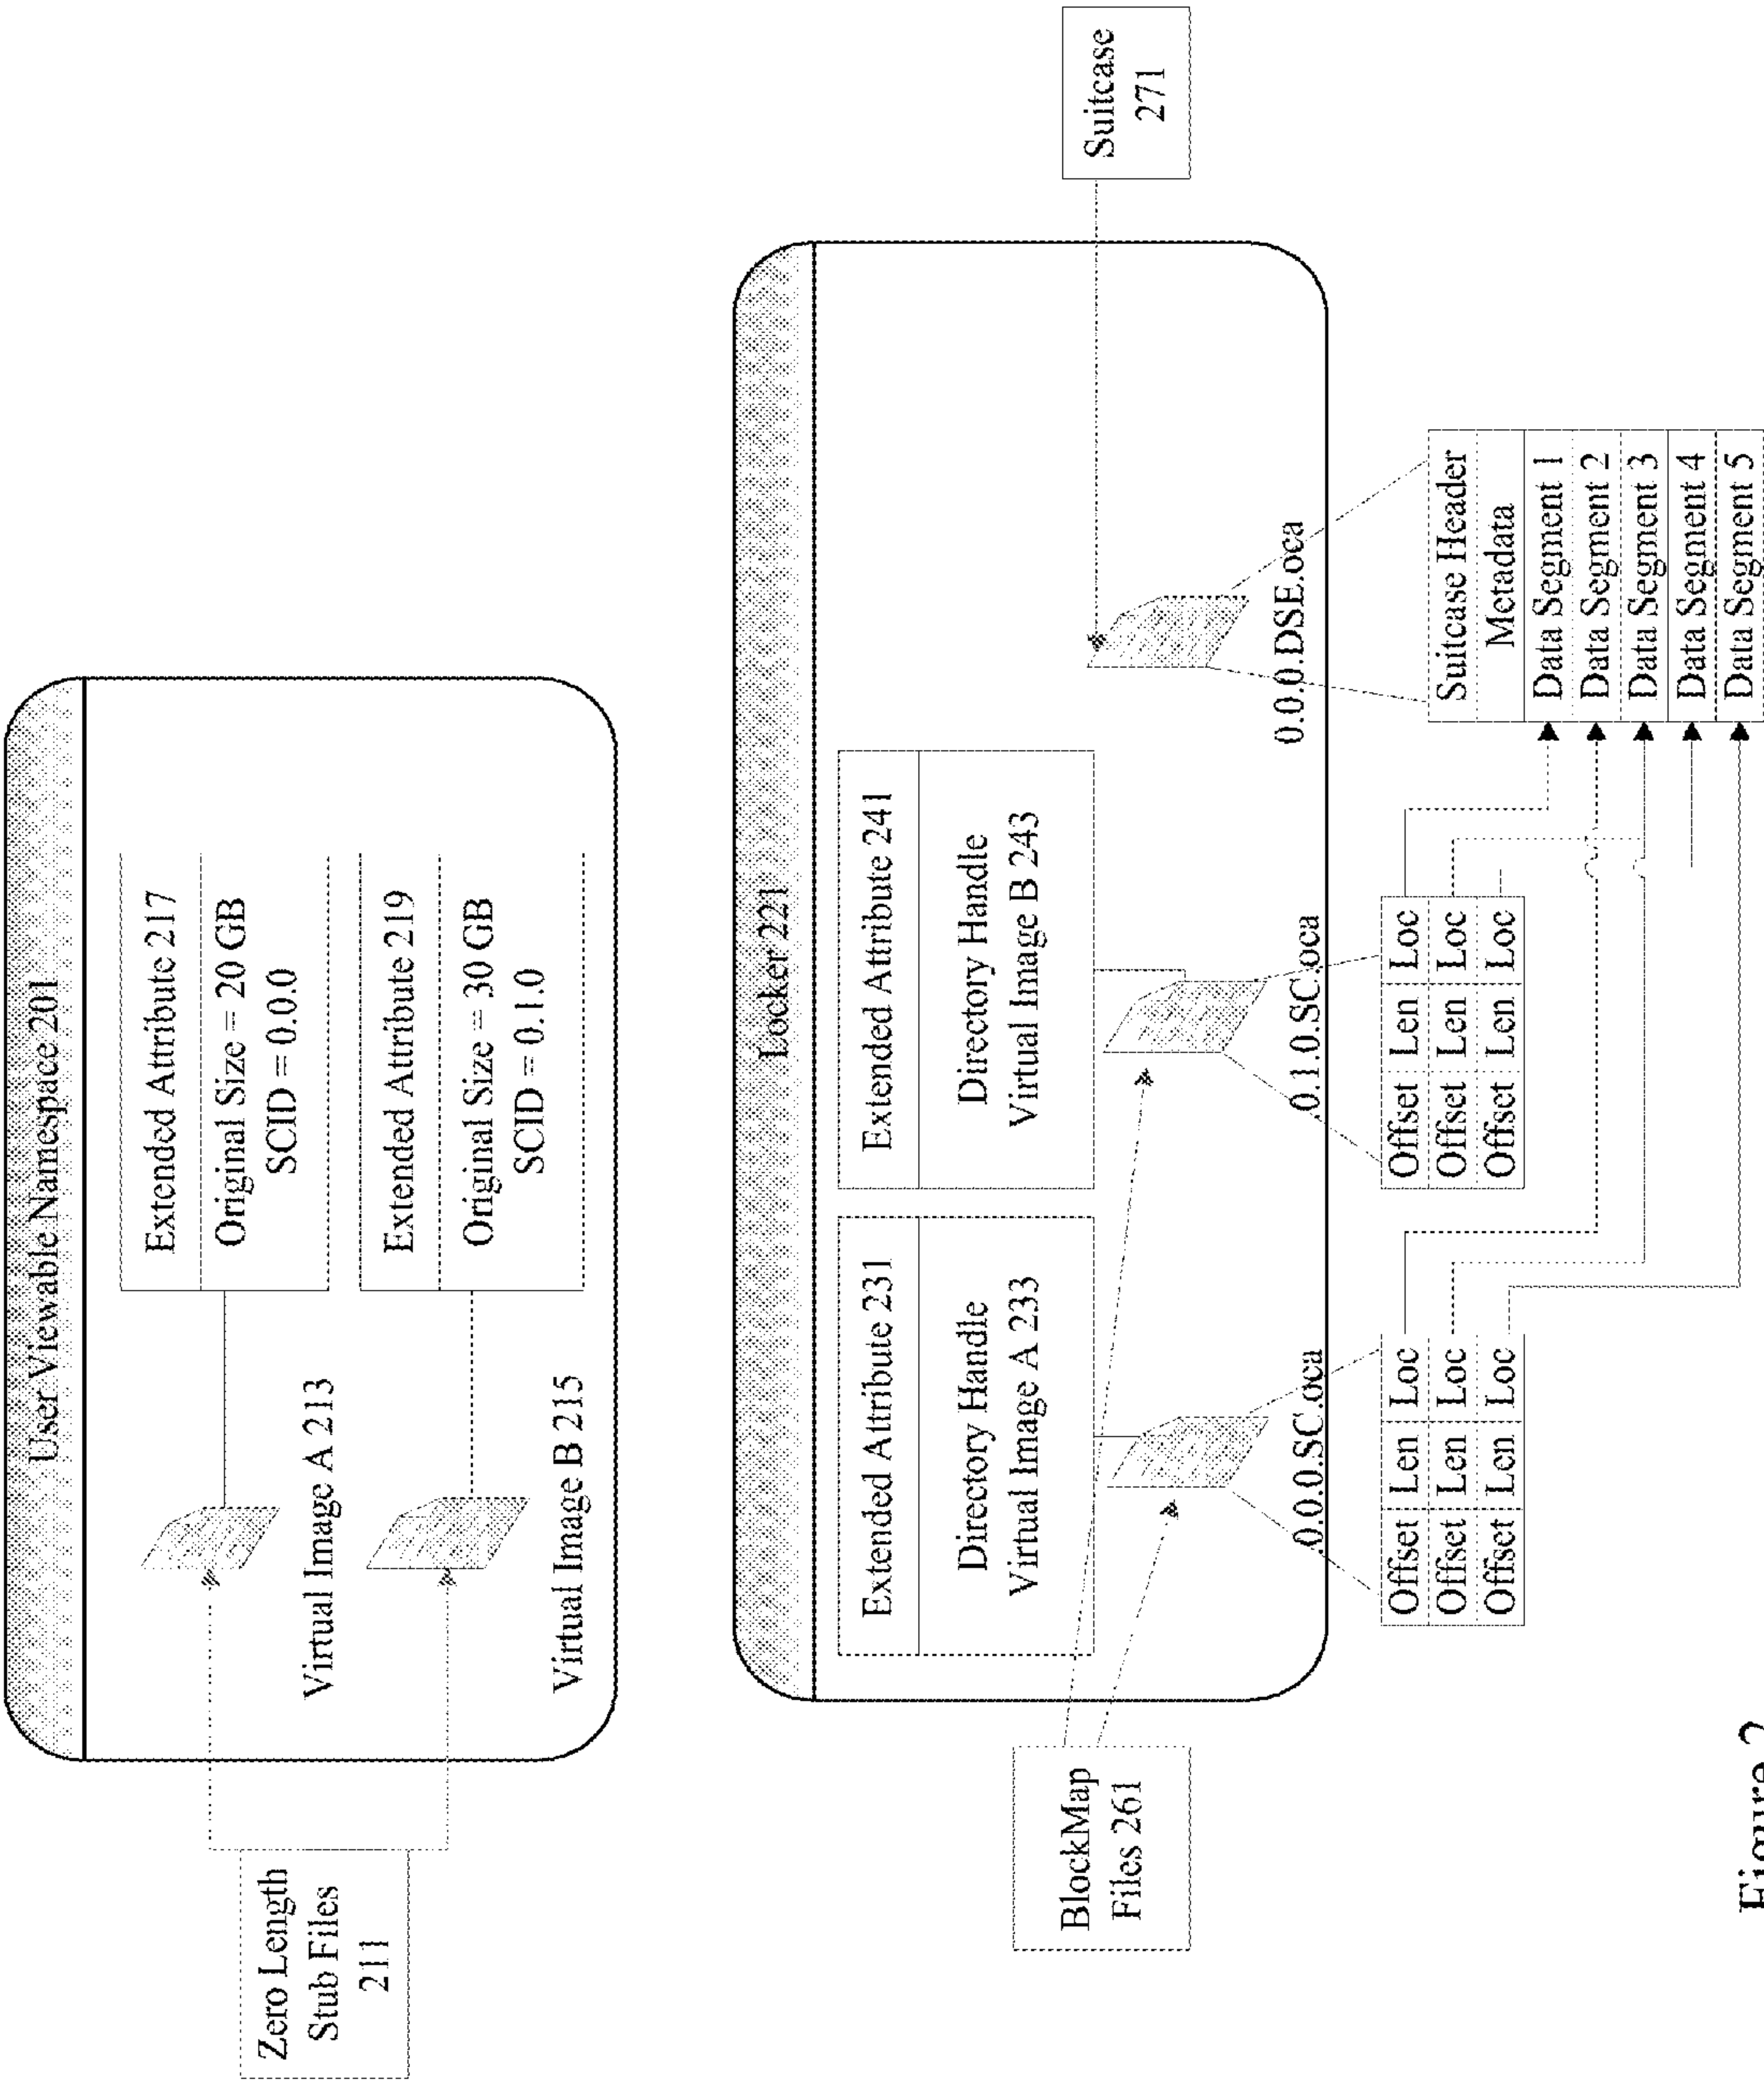 User Viewable Namespace 201
Zero Length
Stub Files
211
Virtual Image A 213
Extended Attribute 217
Original Size = 20 GB
SCID = 0.0.0
Virtual Image B 215
Extended Attribute 219
Original Size = 30 GB
SCID = 0.1.0
Locker 221
Extended Attribute 231
Directory Handle
Virtual Image A 233
Extended Attribute 241
Directory Handle
Virtual Image B 243
BlockMap
Files 261
Suitcase
271
.0.0.0.SC.oca
.0.1.0.SC.oca
0.0.0.DSE.oca
Offset Len Loc
Offset Len Loc
Offset Len Loc
Offset Len Loc
Offset Len Loc
Offset Len Loc
Suitcase Header
Metadata
Data Segment 1
Data Segment 2
Data Segment 3
Data Segment 4
Data Segment 5
Figure 2